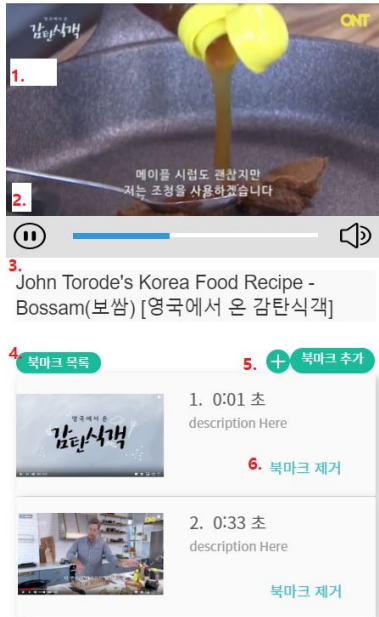 영국에서 온
감탄식객
ONT
1.
메이플 시럽도 괜찮지만
저는 조청을 사용하겠습니다
2.
3.
John Torode's Korea Food Recipe -
Bossam(보쌈) [영국에서 온 감탄식객]
4. 북마크 목록
5. + 북마크 추가
영국에서 온
감탄식객
1. 0:01 초
description Here
6. 북마크 제거
ONT
2. 0:33 초
description Here
북마크 제거